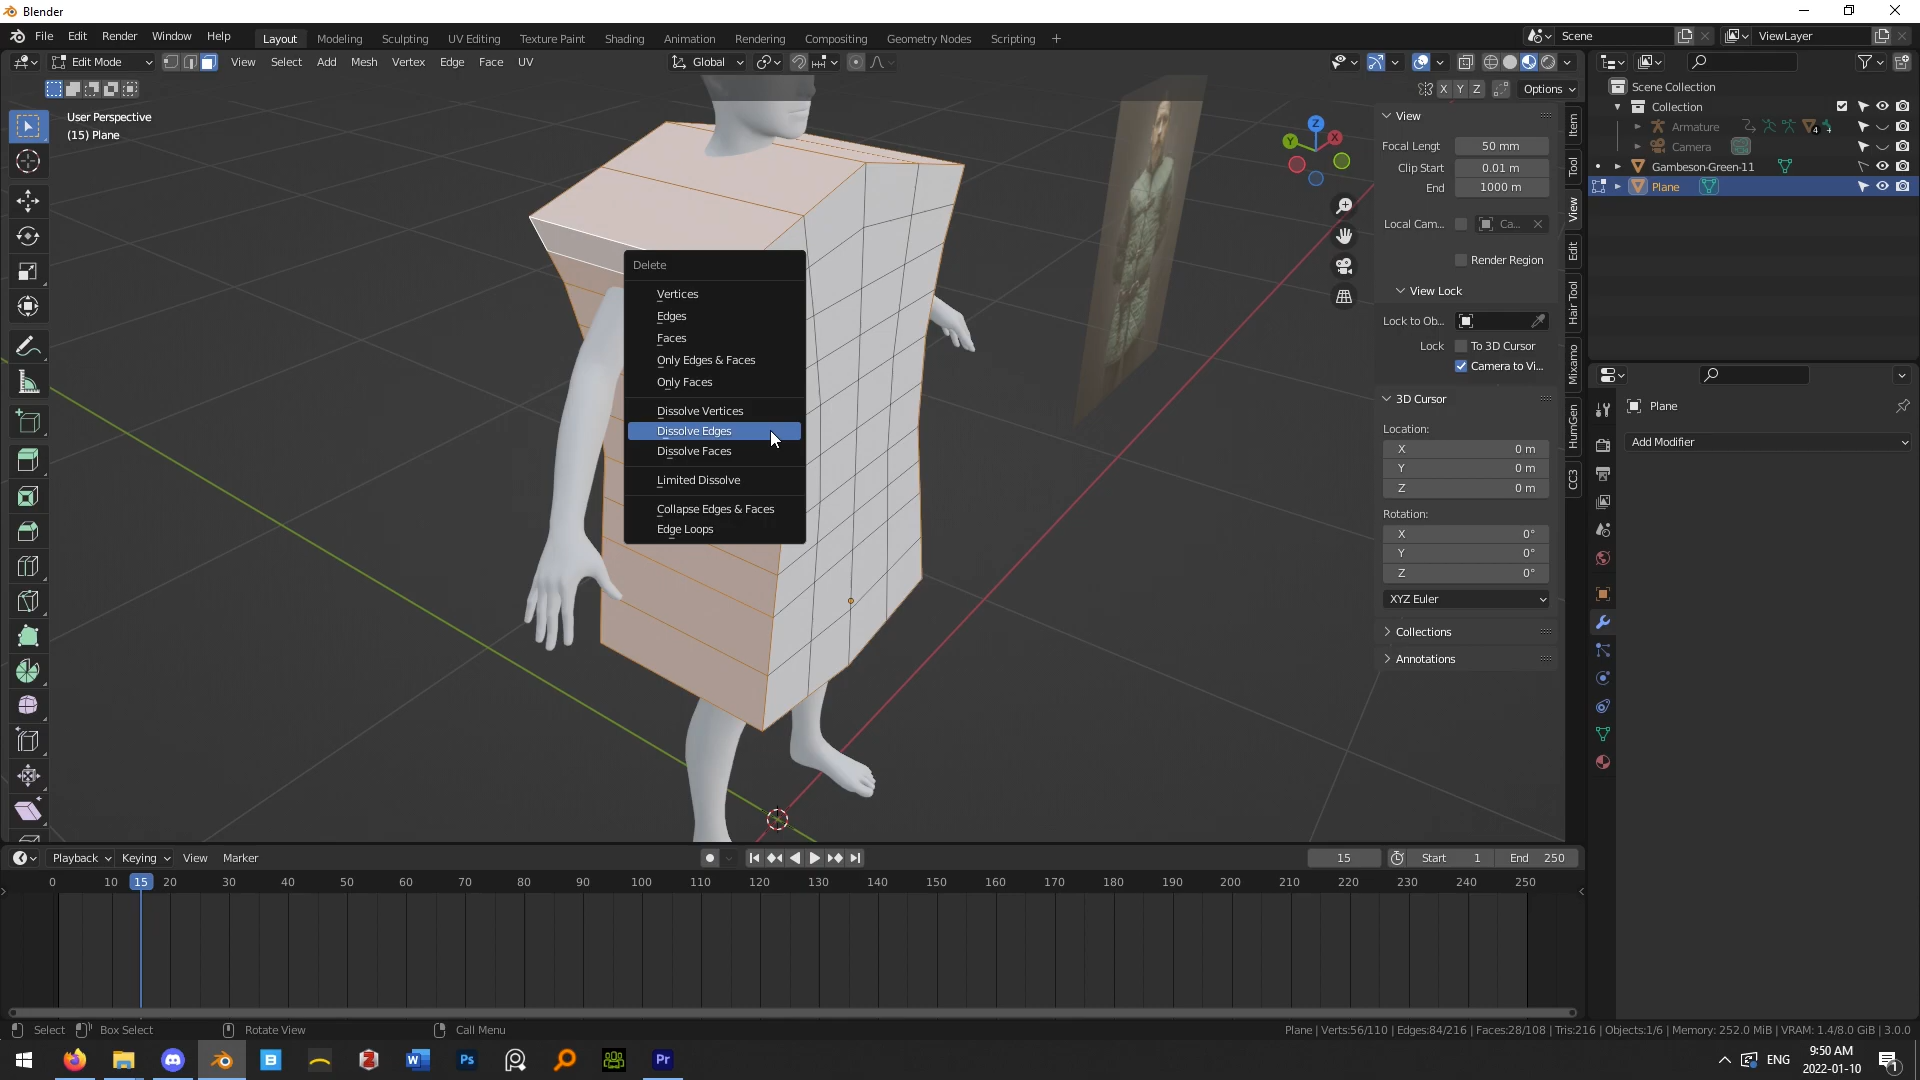 Blender
File Edit Render Window Help Layout Modeling Sculpting UV Editing Texture Paint Shading Animation Rendering Compositing Geometry Nodes Scripting + Scene ViewLayer
Edit Mode View Select Add Mesh Vertex Edge Face UV Global
X Y Z Options
User Perspective
(15) Plane
Z
Y
X
Delete
Vertices
Edges
Faces
Only Edges & Faces
Only Faces
Dissolve Vertices
Dissolve Edges
Dissolve Faces
Limited Dissolve
Collapse Edges & Faces
Edge Loops
View
Focal Lengt 50 mm
Clip Start 0.01 m
End 1000 m
Local Cam... Ca...
Render Region
View Lock
Lock to Ob...
Lock To 3D Cursor
Camera to Vi...
3D Cursor
Location:
X 0 m
Y 0 m
Z 0 m
Rotation:
X 0°
Y 0°
Z 0°
XYZ Euler
Collections
Annotations
Item
Tool
View
Edit
Hair Tool
Mixamo
HumGen
CC3
Scene Collection
Collection
Armature 4
Camera
Gambeson-Green-11
Plane
Plane
Add Modifier
Playback Keying View Marker 15 Start 1 End 250
0 10 15 20 30 40 50 60 70 80 90 100 110 120 130 140 150 160 170 180 190 200 210 220 230 240 250
Select Box Select Rotate View Call Menu Plane | Verts:56/110 | Edges:84/216 | Faces:28/108 | Tris:216 | Objects:1/6 | Memory: 252.0 MiB | VRAM: 1.4/8.0 GiB | 3.0.0
W Ps Pr ENG
9:50 AM
2022-01-10
1